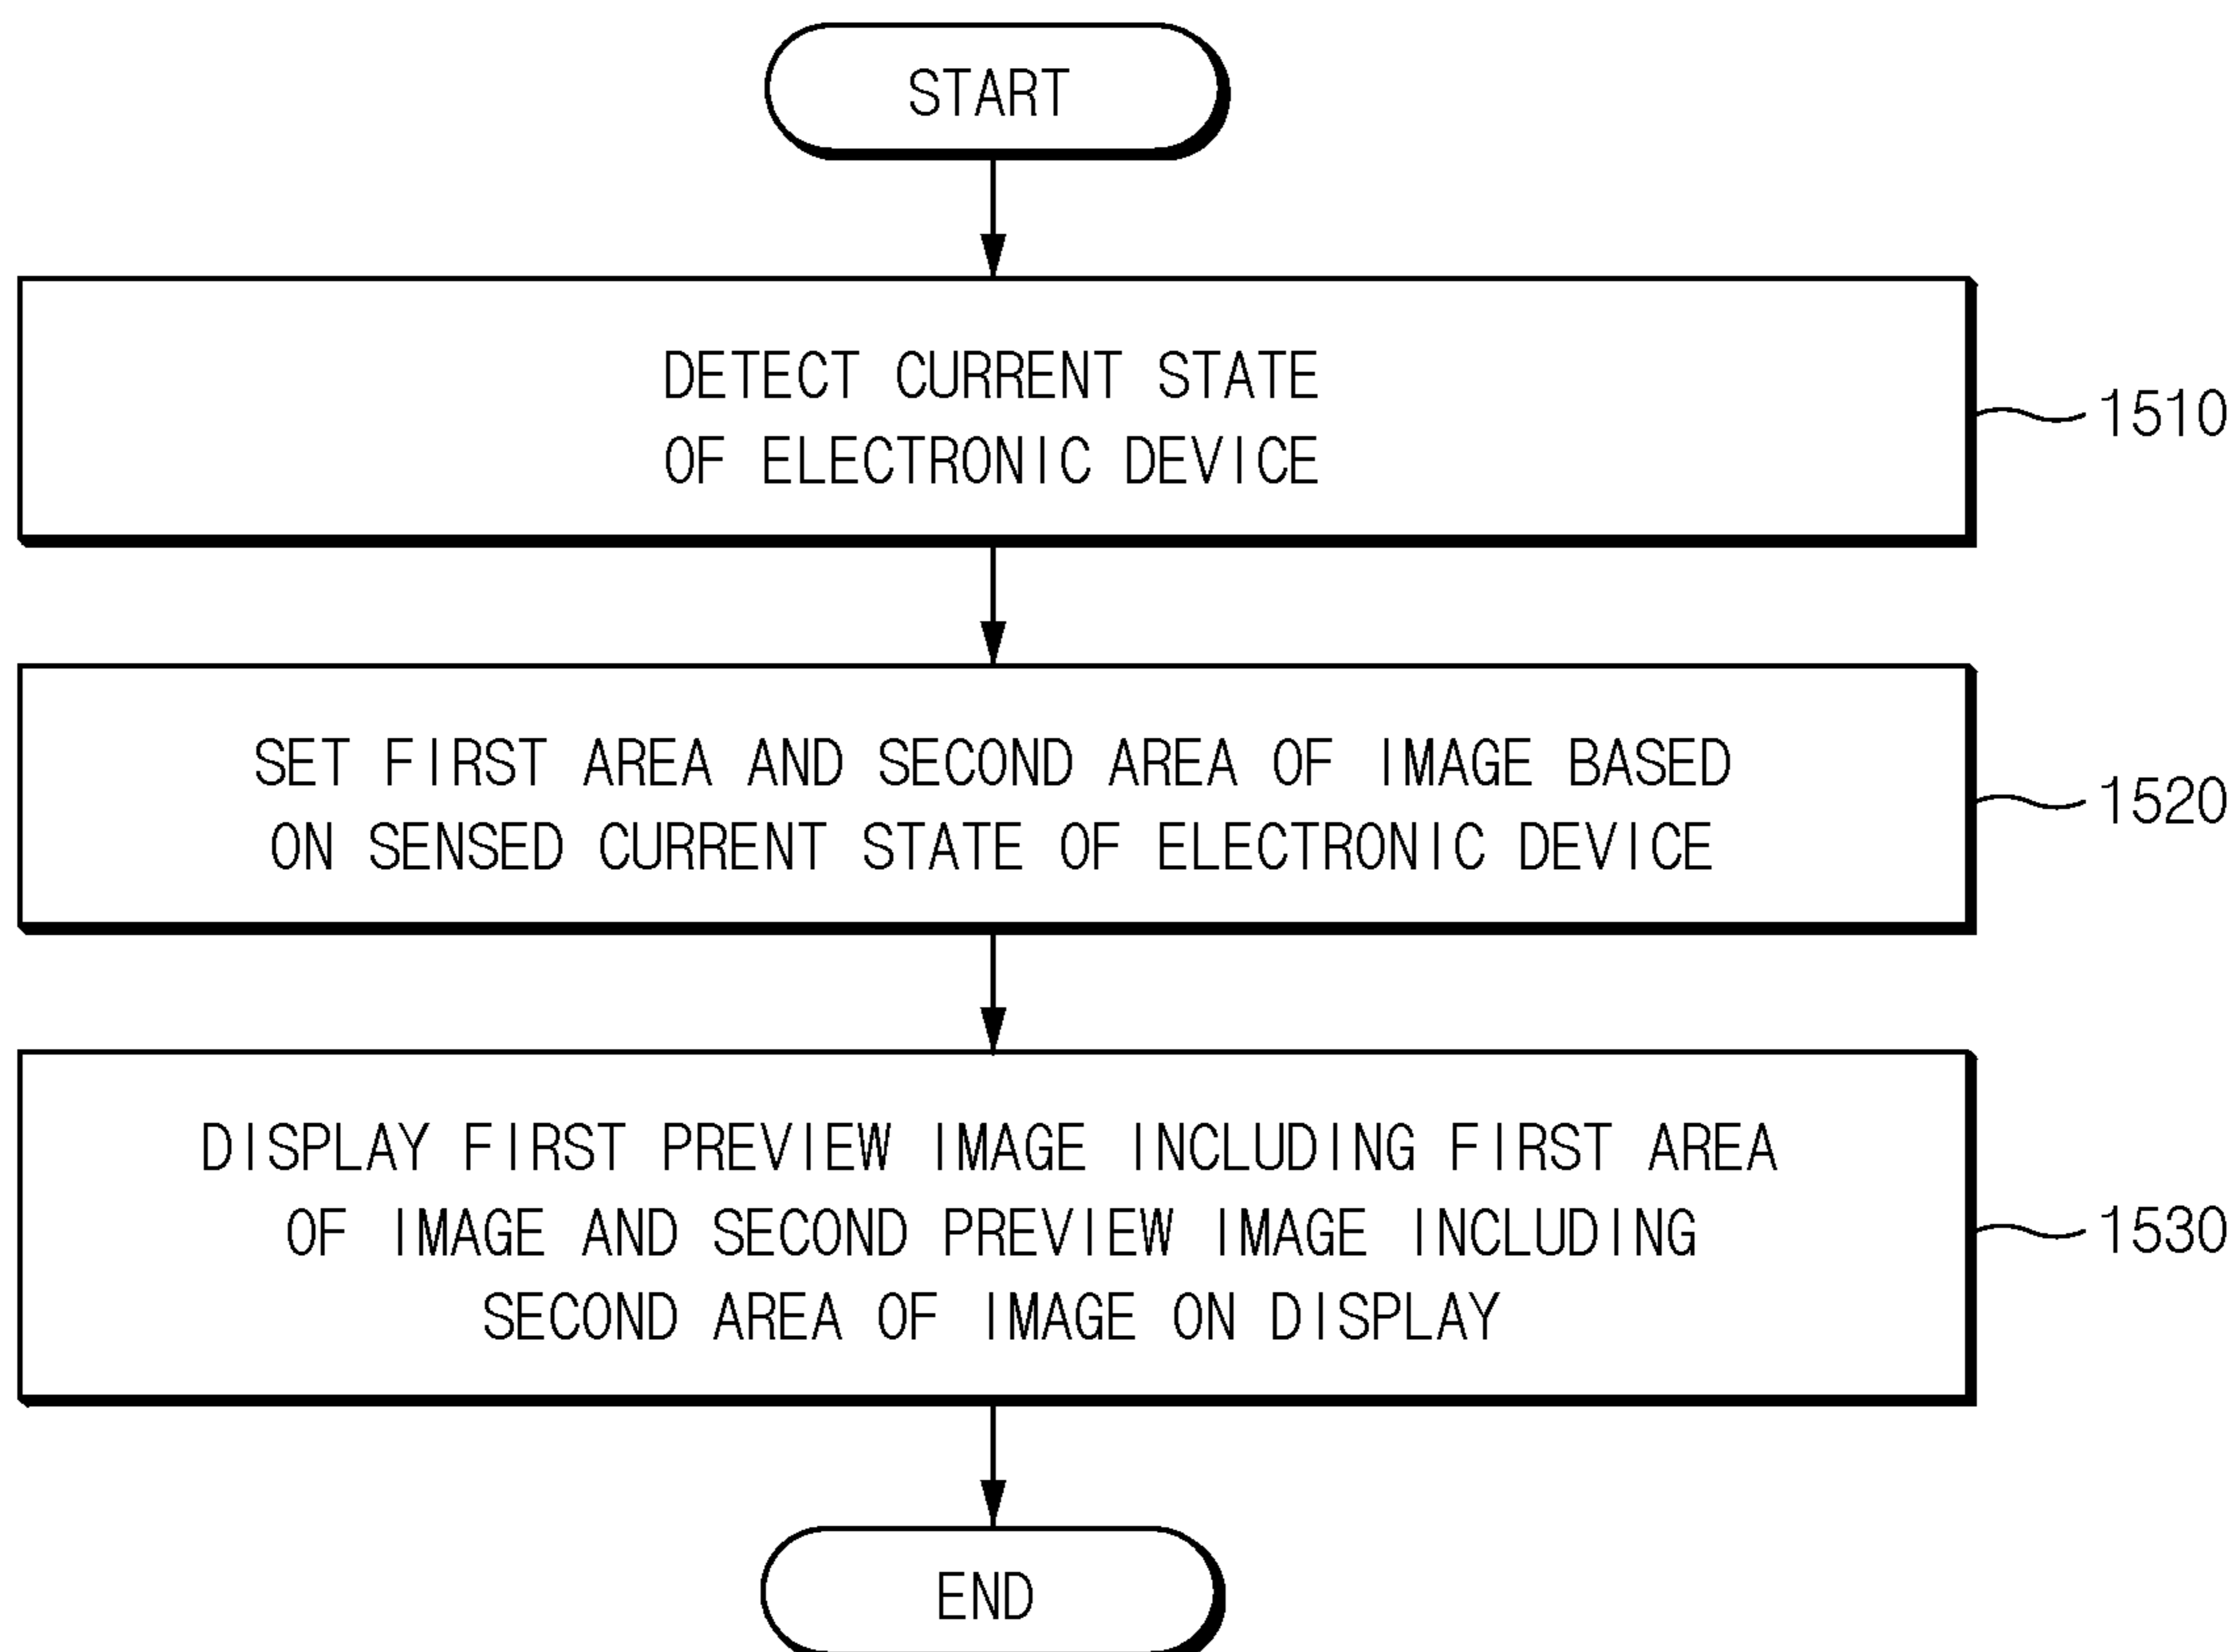 START
DETECT CURRENT STATE
OF ELECTRONIC DEVICE
1510
SET FIRST AREA AND SECOND AREA OF IMAGE BASED
ON SENSED CURRENT STATE OF ELECTRONIC DEVICE
1520
DISPLAY FIRST PREVIEW IMAGE INCLUDING FIRST AREA
OF IMAGE AND SECOND PREVIEW IMAGE INCLUDING
SECOND AREA OF IMAGE ON DISPLAY
1530
END